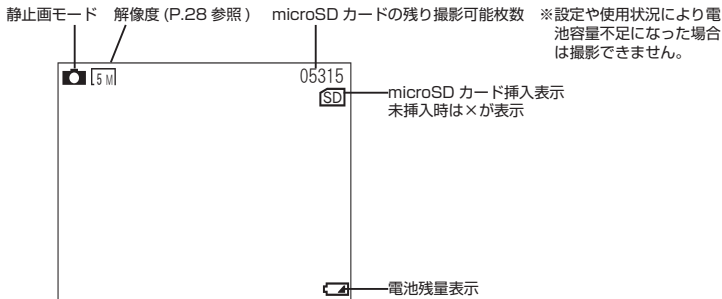 静止画モード 解像度 (P.28 参照 ) microSD カードの残り撮影可能枚数 ※設定や使用状況により電
池容量不足になった場合
は撮影できません。
5 M 05315
SD
microSD カード挿入表示
未挿入時は×が表示
電池残量表示